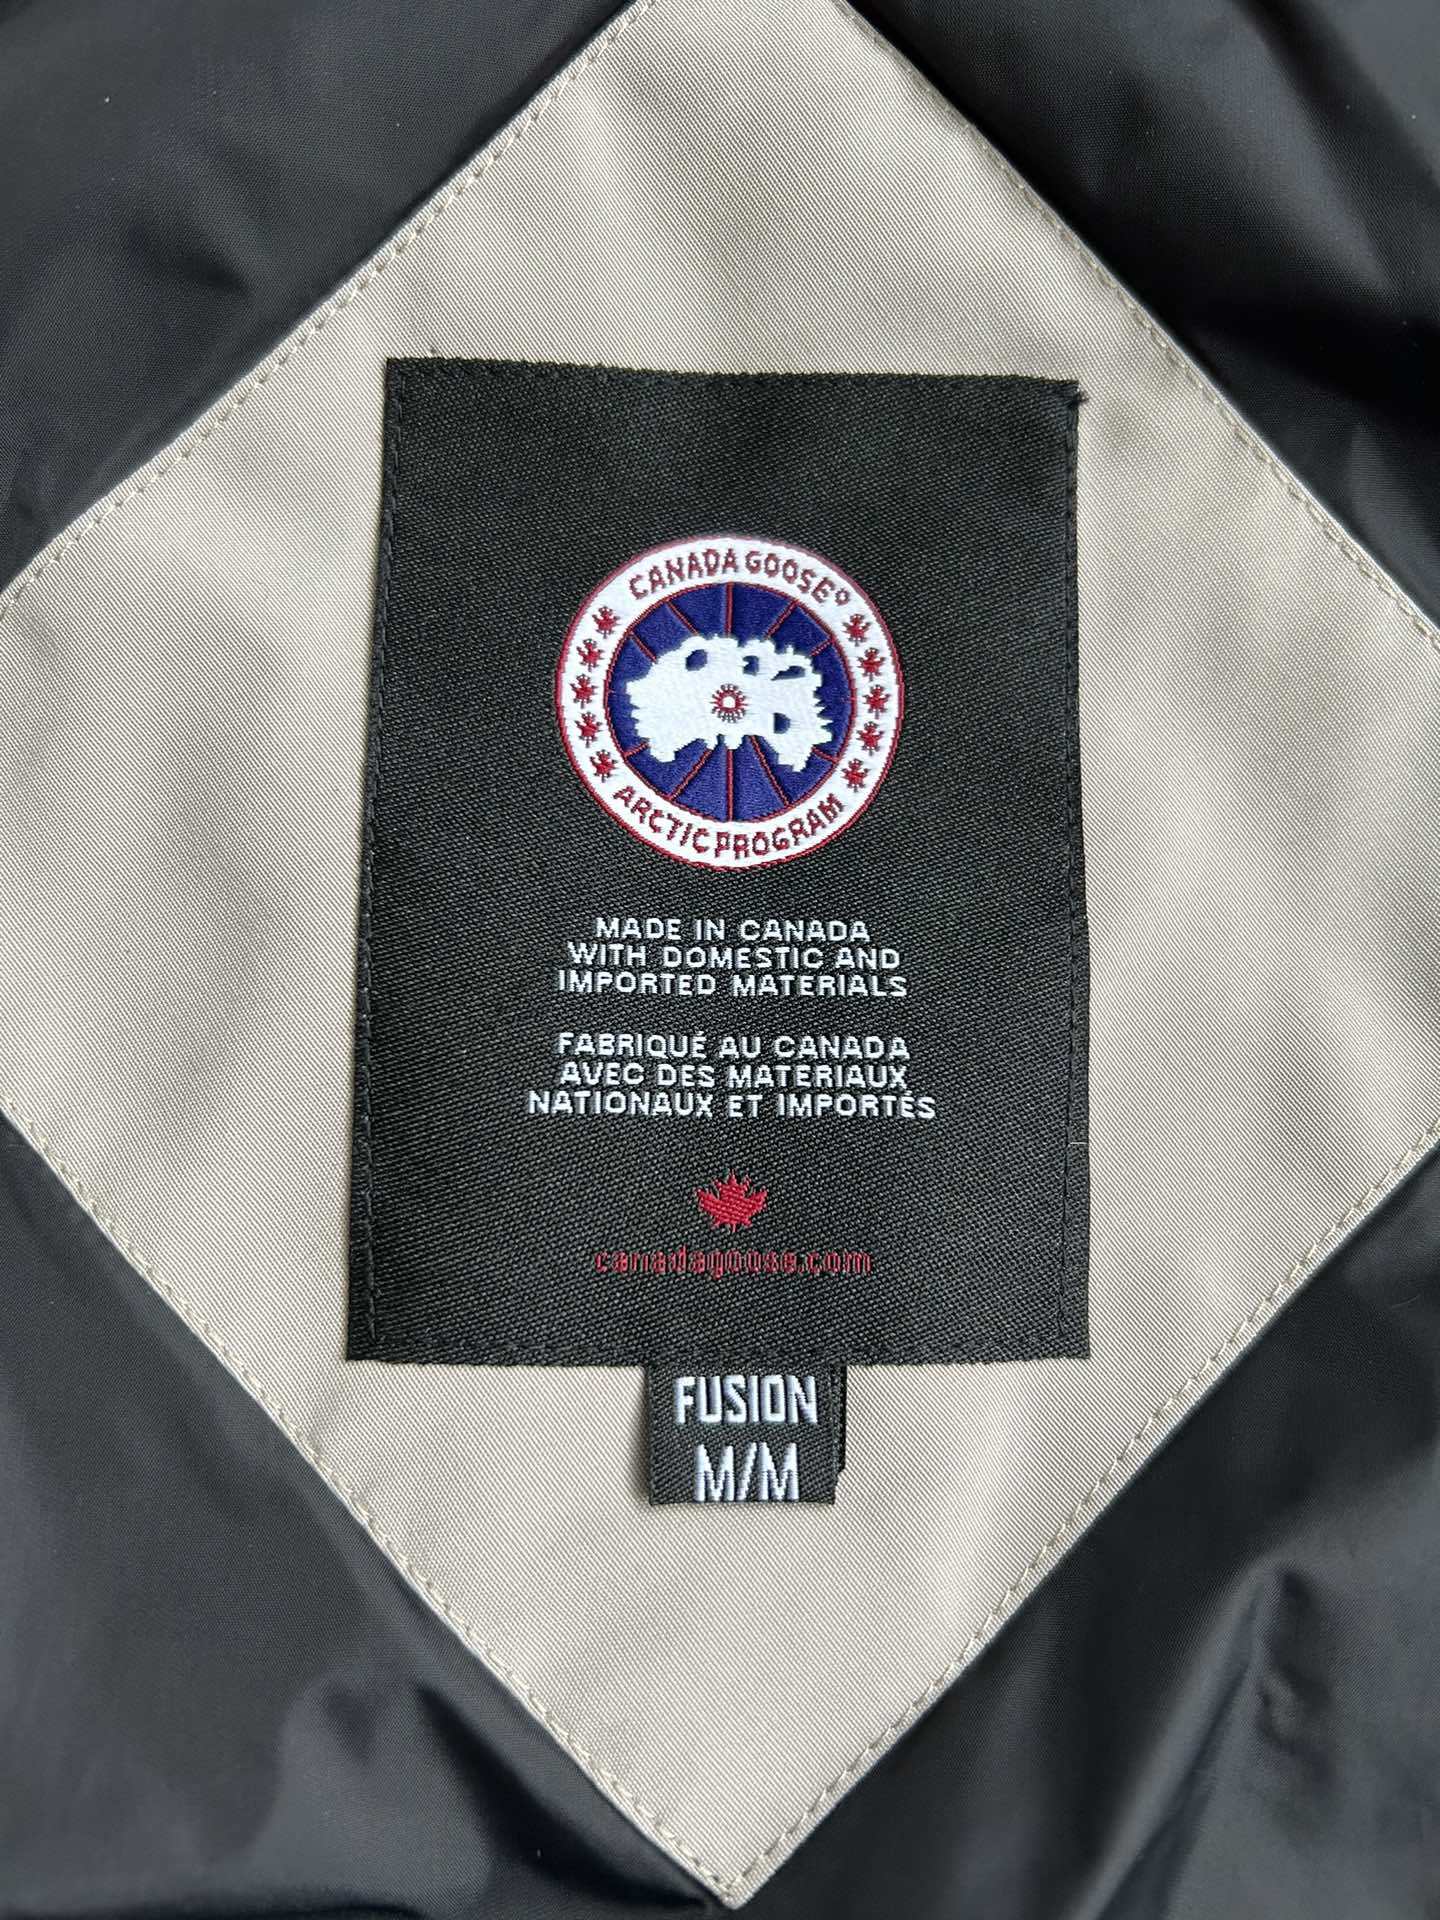 CANADA GOOSE®
ARCTIC PROGRAM
MADE IN CANADA
WITH DOMESTIC AND
IMPORTED MATERIALS
FABRIQUÉ AU CANADA
AVEC DES MATERIAUX
NATIONAUX ET IMPORTÉS
canadagoose.com
FUSION
M/M